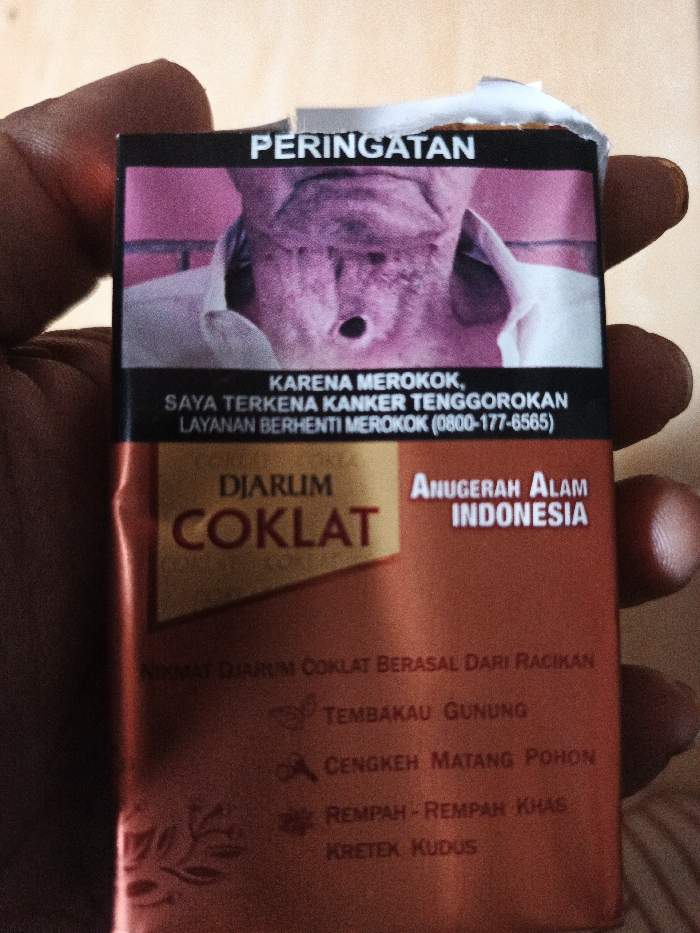 PERINGATAN
KARENA MEROKOK,
SAYA TERKENA KANKER TENGGOROKAN
LAYANAN BERHENTI MEROKOK (0800-177-6565)
DJARUM
COKLAT
ANUGERAH ALAM
INDONESIA
NIKMAT DJARUM COKLAT BERASAL DARI RACIKAN
TEMBAKAU GUNUNG
CENGKEH MATANG POHON
REMPAH-REMPAH KHAS
KRETEK KUDUS